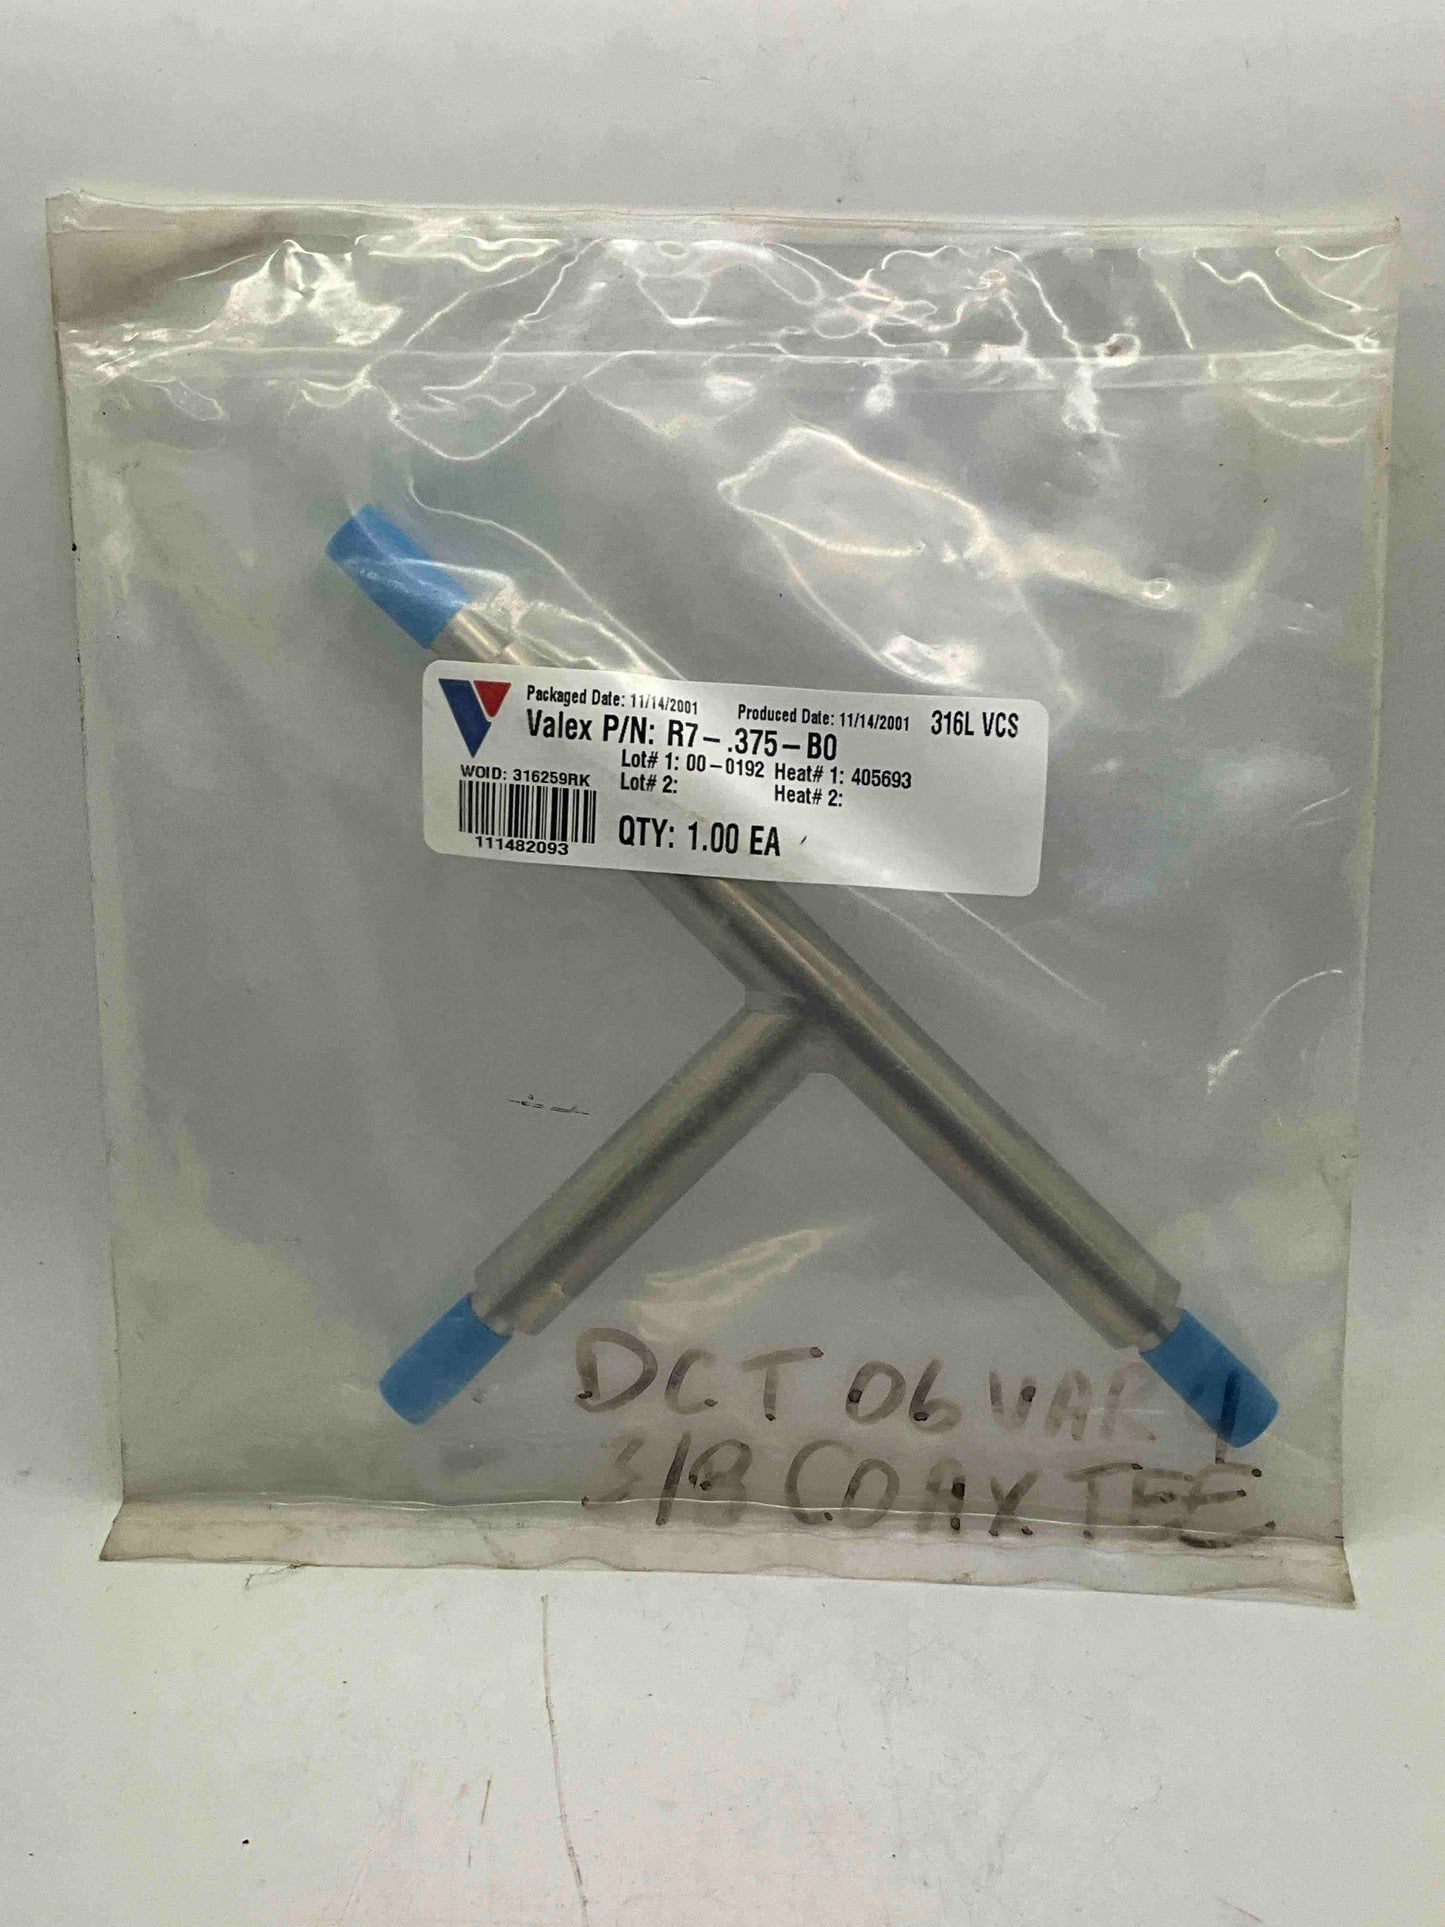 Packaged Date: 11/14/2001 Produced Date: 11/14/2001 316L VCS
Valex P/N: R7-.375-B0
Lot# 1: 00-0192 Heat# 1: 405693
Lot# 2: Heat# 2:
WOID: 316259RK
111482093
QTY: 1.00 EA
DCT 06 VAR 1
3/8 COAX TEE